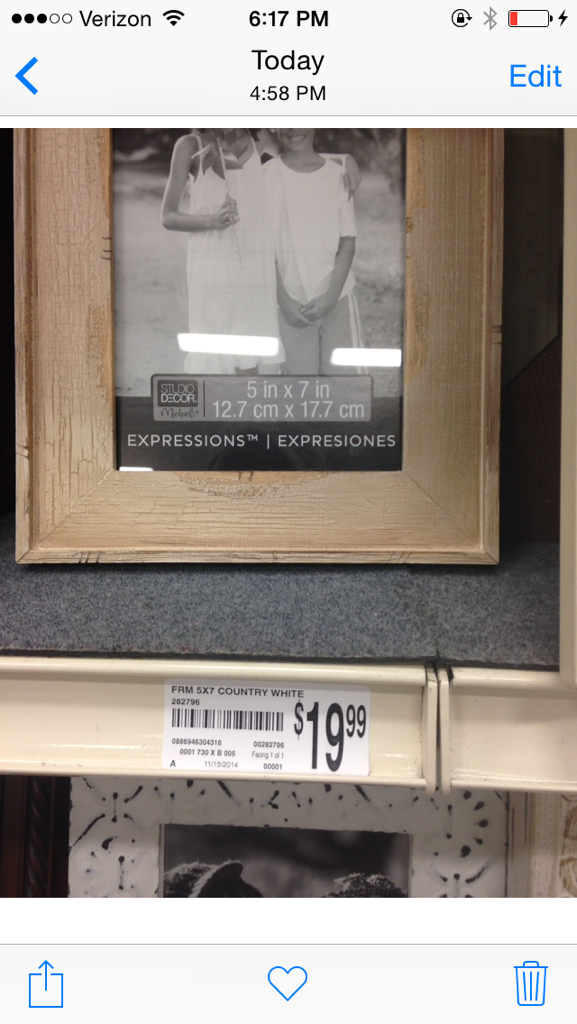 Verizon 6:17 PM
Today
4:58 PM
Edit
STUDIO
DECOR
Michaels
5 in x 7 in
12.7 cm x 17.7 cm
EXPRESSIONS™ | EXPRESIONES
FRM 5X7 COUNTRY WHITE
282796
$19.99
0886946304316 00282796
0001 730 X B 005 Facing 1 of 1
A 11/15/2014 00001